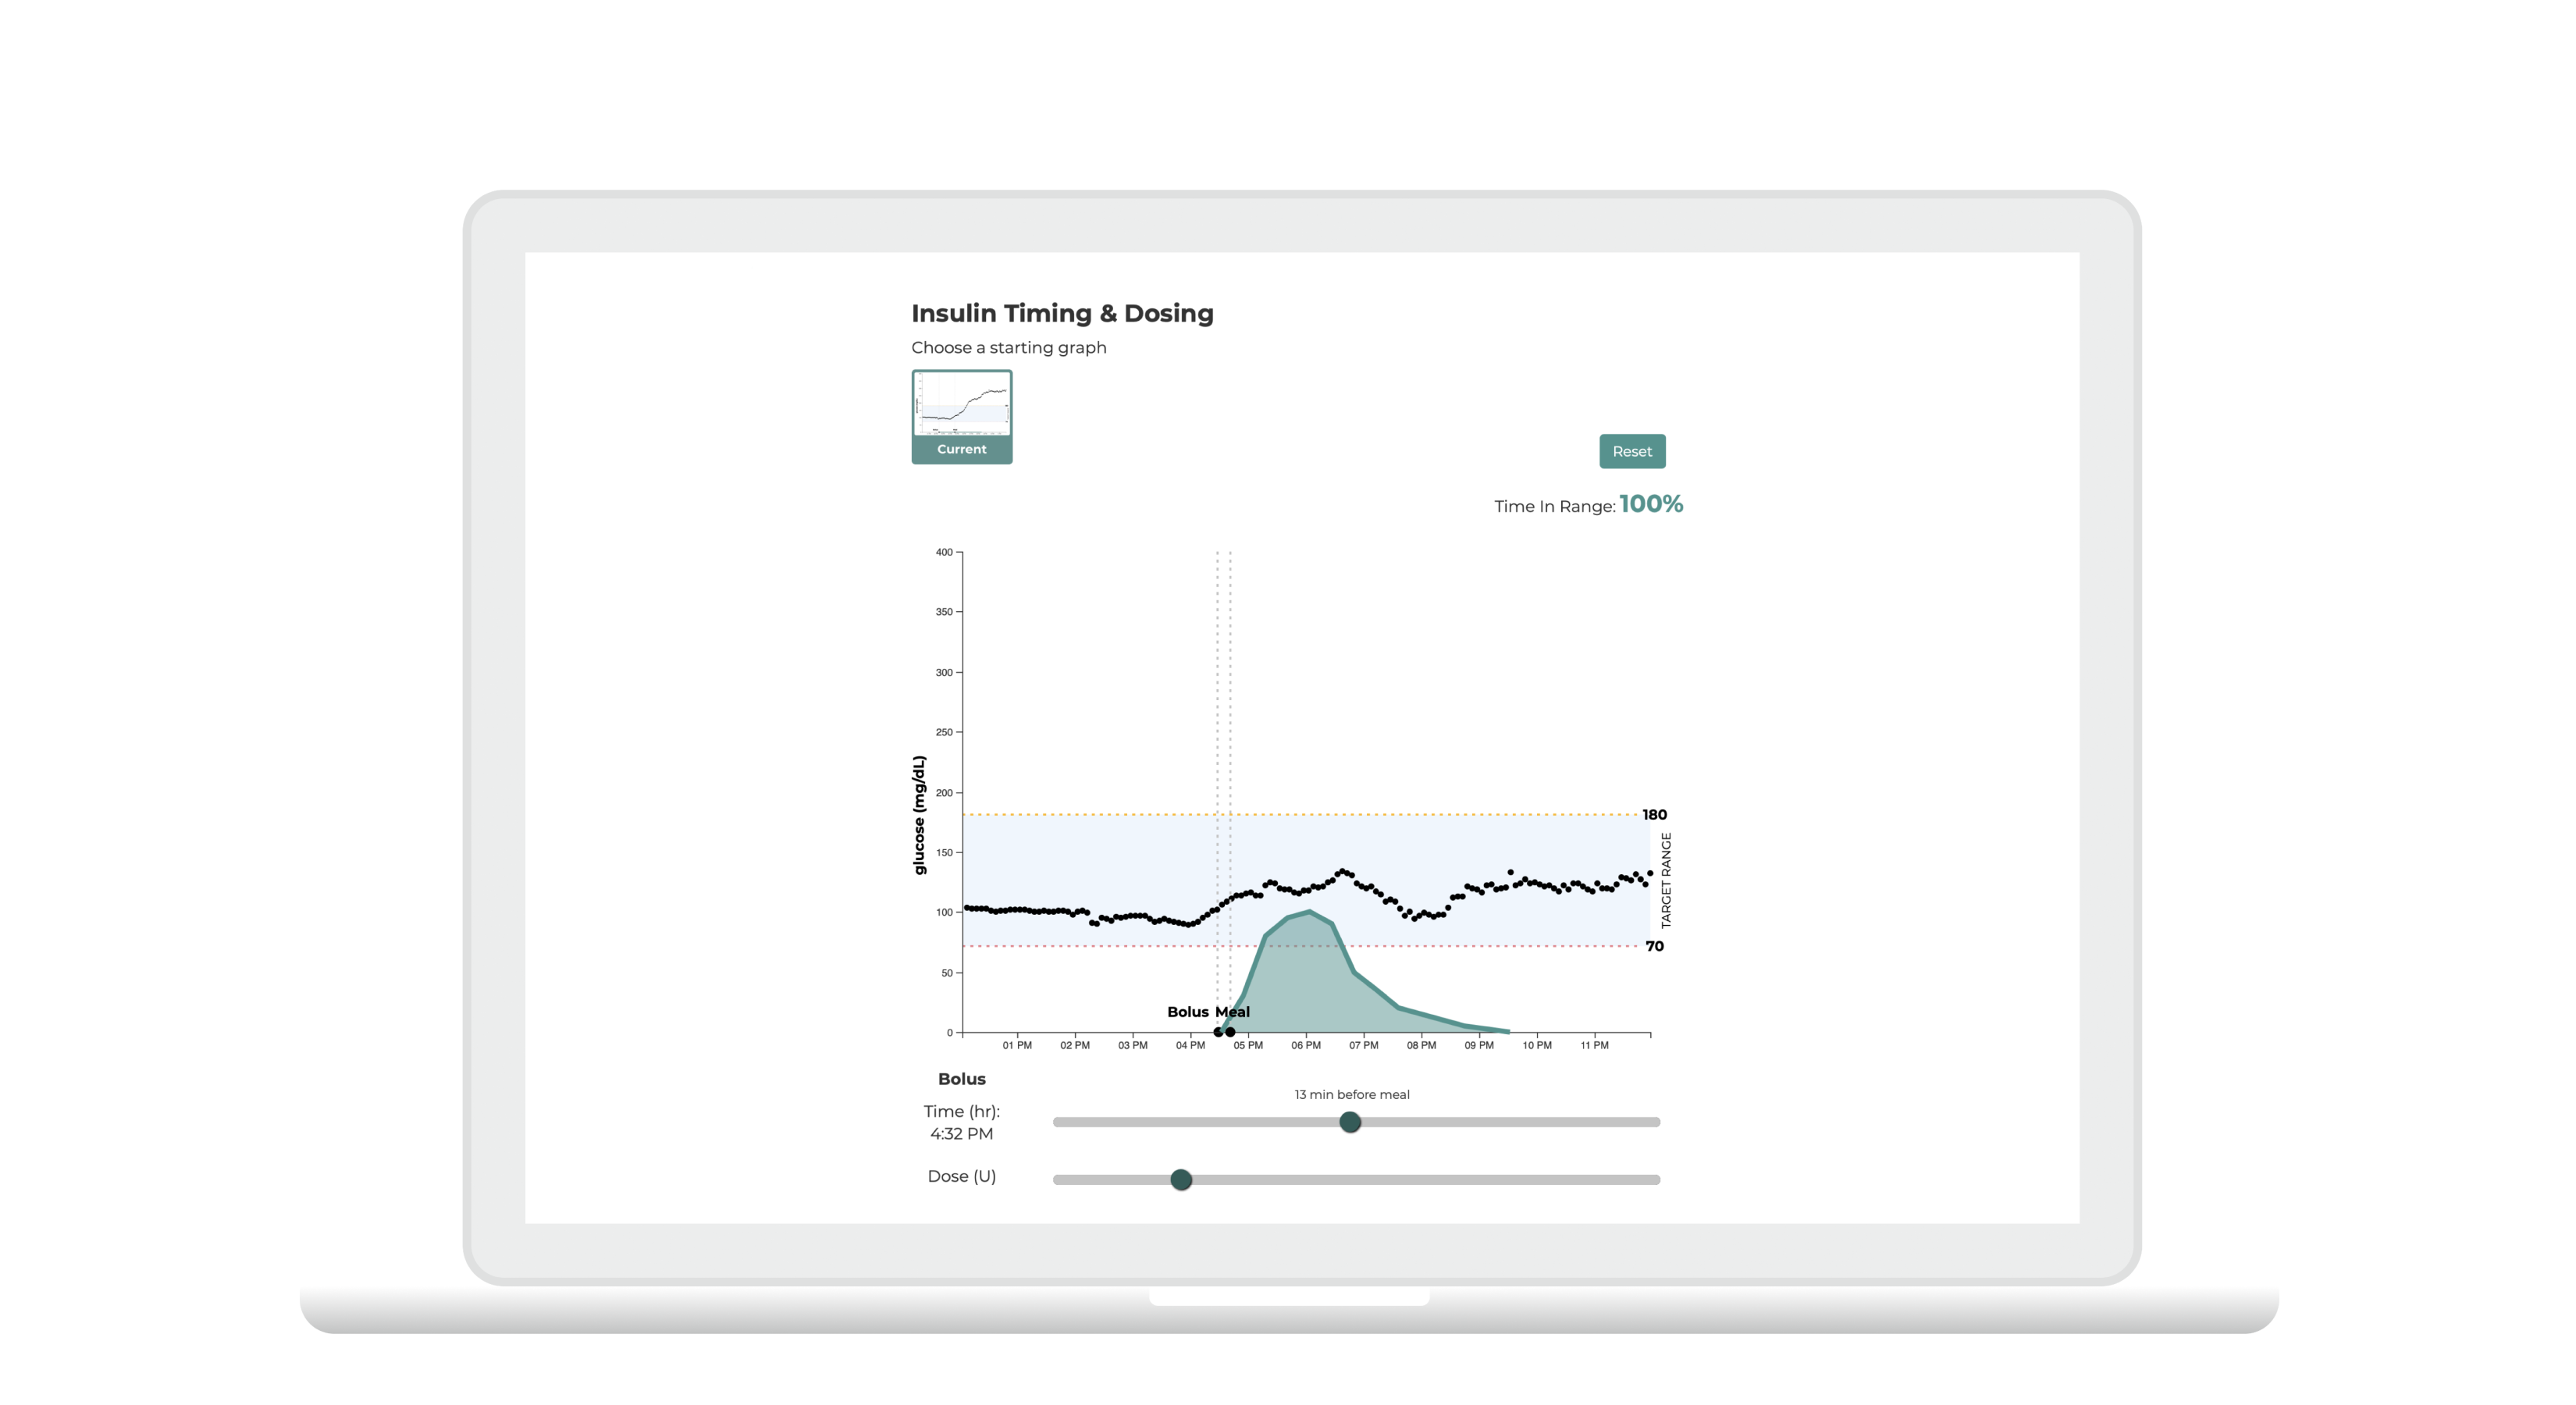 Insulin Timing & Dosing
Choose a starting graph
Current
Reset
Time In Range: 100%
400
350
300
250
200
150
100
50
0
glucose (mg/dL)
180
TARGET RANGE
70
Bolus Meal
01 PM 02 PM 03 PM 04 PM 05 PM 06 PM 07 PM 08 PM 09 PM 10 PM 11 PM
Bolus
13 min before meal
Time (hr):
4:32 PM
Dose (U)